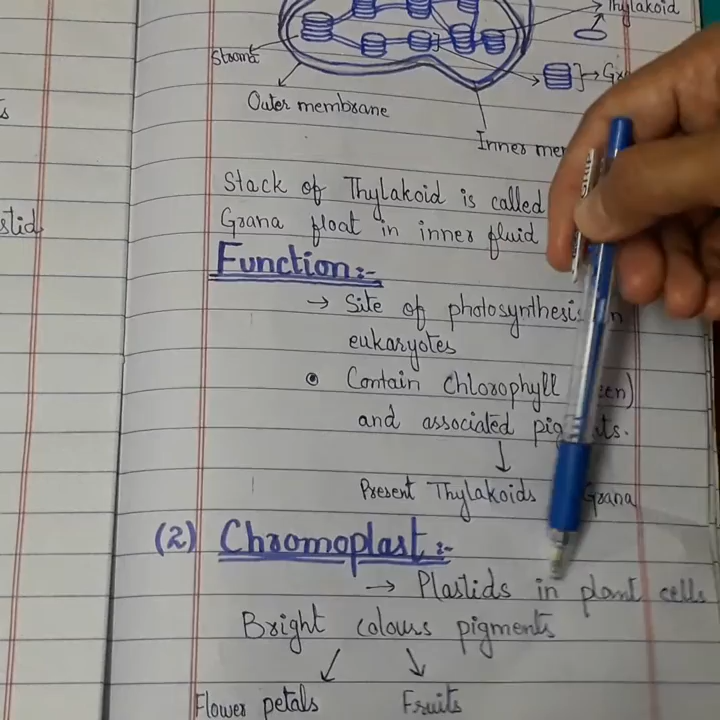 Thylakoid
Stroma
Outer membrane
Inner
Stack of Thylakoid is called
Grana float in inner fluid
Function:-
→ Site of photosynthesis
eukaryotes
Contain chlorophyll
and associated
Present Thylakoids Grana
(2) Chromoplast:-
→ Plastids in plant cells
Bright colours pigments
Flower petals Fruits